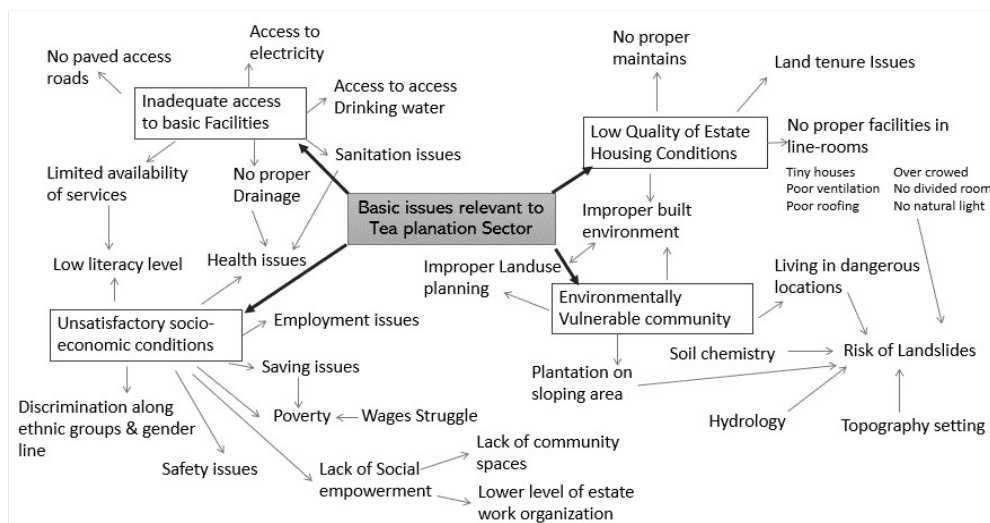 Access to
electricity
No paved access
roads
Inadequate access
to basic Facilities
Access to access
Drinking water
Sanitation issues
Limited availability
of services
No proper
Drainage
Low literacy level
Health issues
No proper
maintains
Land tenure Issues
Low Quality of Estate
Housing Conditions
No proper facilities in
line-rooms
Tiny houses
Poor ventilation
Poor roofing
Over crowed
No divided room
No natural light
Basic issues relevant to
Tea planation Sector
Improper built
environment
Improper Landuse
planning
Environmentally
Vulnerable community
Living in dangerous
locations
Unsatisfactory socio-
economic conditions
Employment issues
Saving issues
Poverty
Wages Struggle
Discrimination along
ethnic groups & gender
line
Safety issues
Lack of Social
empowerment
Lack of community
spaces
Lower level of estate
work organization
Plantation on
sloping area
Soil chemistry
Risk of Landslides
Hydrology
Topography setting